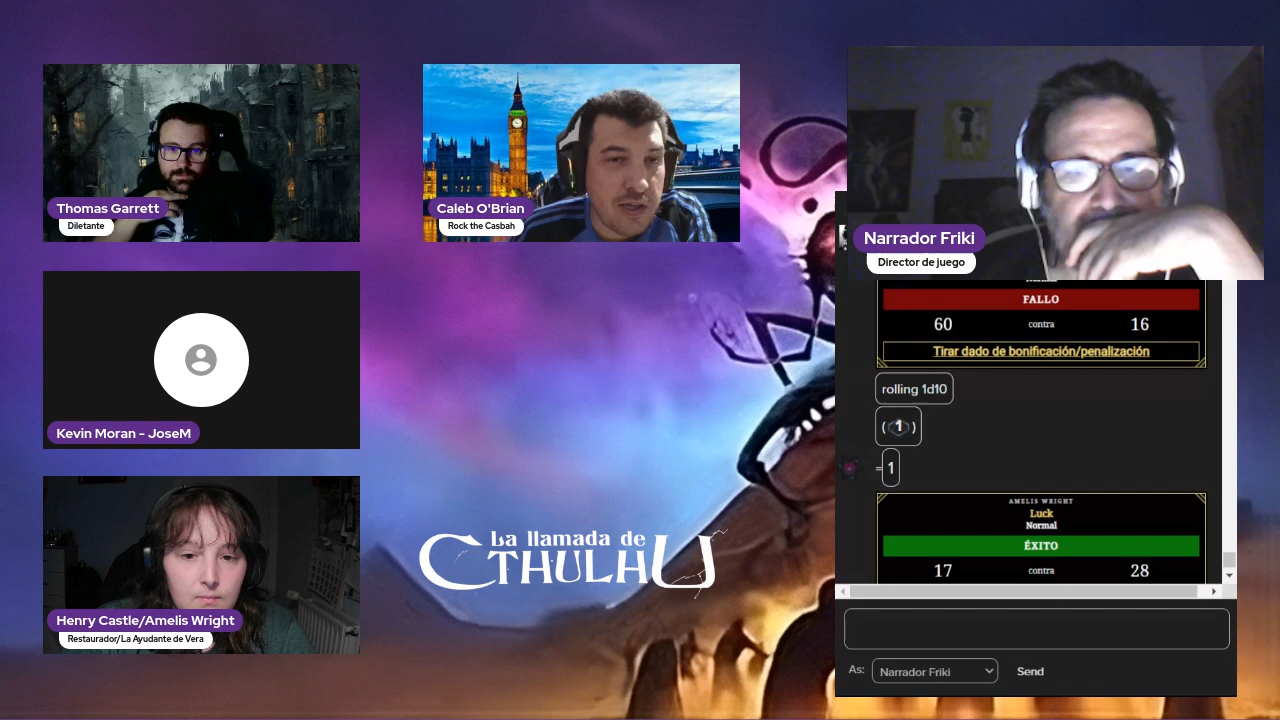 Thomas Garrett
Diletante
Caleb O'Brian
Rock the Casbah
Narrador Friki
Director de juego
Kevin Moran - JoseM
Henry Castle/Amelis Wright
Restaurador/La Ayudante de Vera
La llamada de
CTHULHU
FALLO
60 contra 16
Tirar dado de bonificación/penalización
rolling 1d10
(1)
=1
AMELIS WRIGHT
Luck
Normal
ÉXITO
17 contra 28
As: Narrador Friki Send